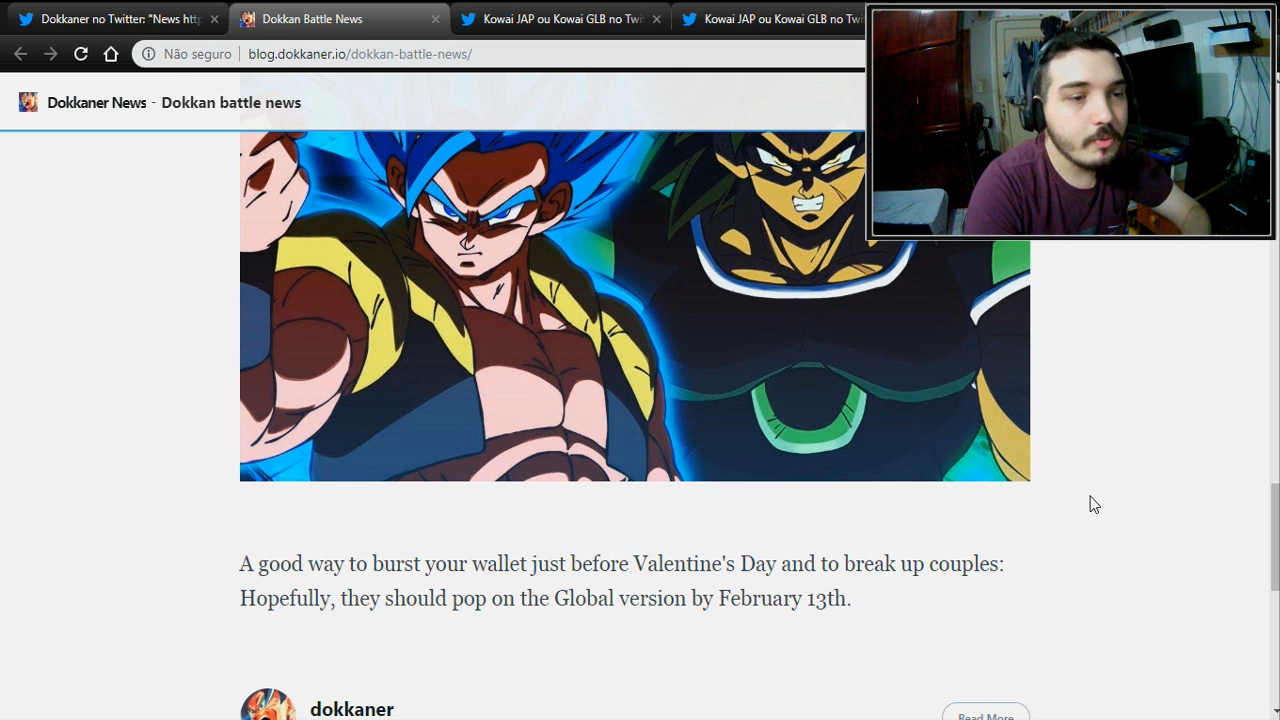 Dokkaner no Twitter: "News http
Dokkan Battle News
Kowai JAP ou Kowai GLB no Twi
Kowai JAP ou Kowai GLB no Twi
Não seguro
blog.dokkaner.io/dokkan-battle-news/
Dokkaner News - Dokkan battle news
A good way to burst your wallet just before Valentine's Day and to break up couples:
Hopefully, they should pop on the Global version by February 13th.
dokkaner
Read More